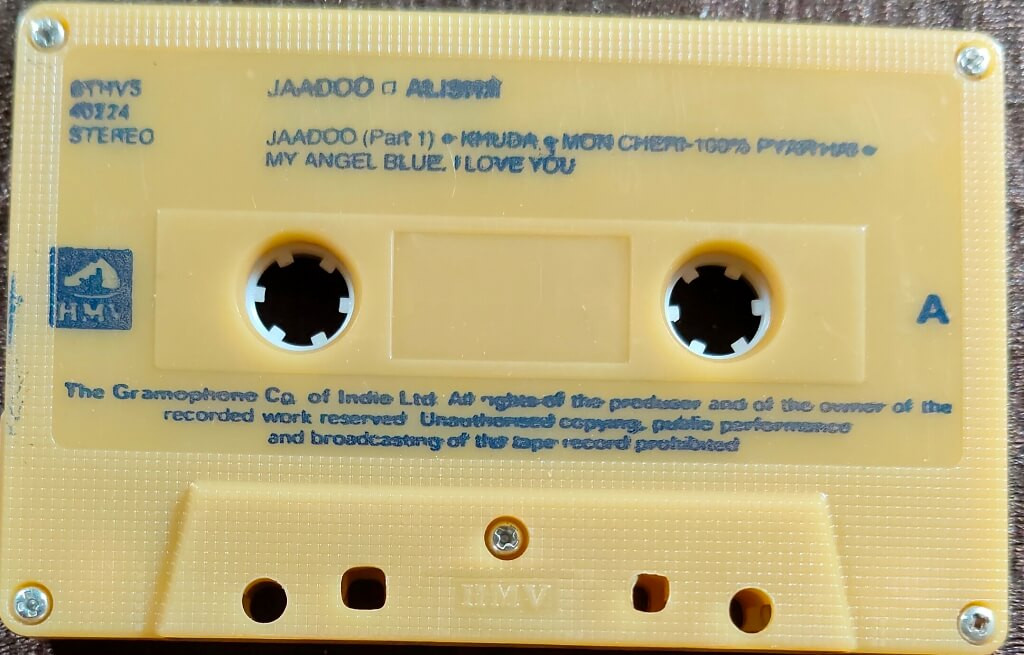 STHVS
40224
STEREO
JAADOO □ ALISHA
JAADOO (Part 1) • KHUDA • MON CHERI-100% PYAR HAI •
MY ANGEL BLUE, I LOVE YOU
HMV
A
The Gramophone Co. of India Ltd. All rights of the producer and of the owner of the
recorded work reserved Unauthorised copying, public performance
and broadcasting of the tape record prohibited
HMV